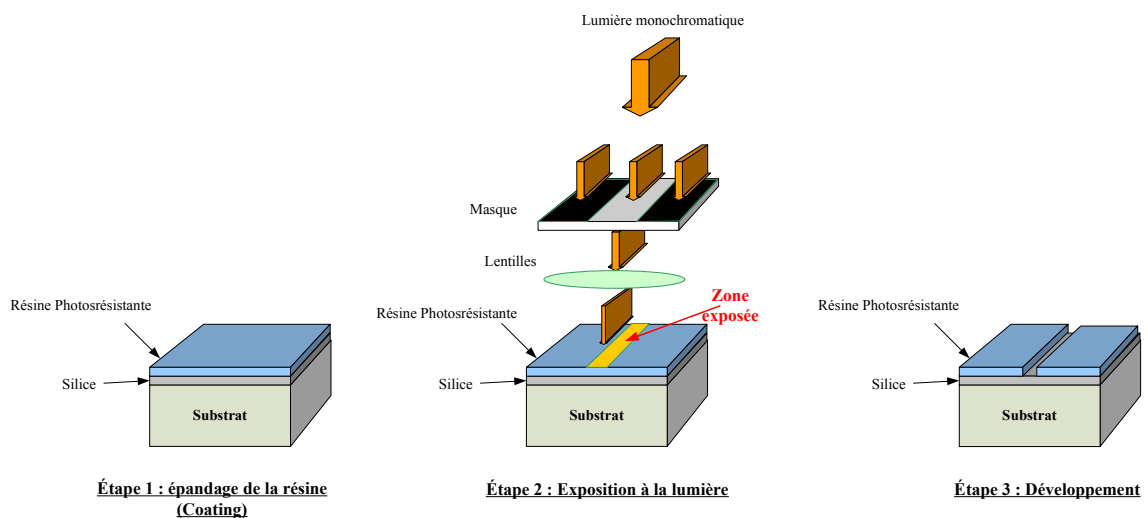 Lumière monochromatique
Masque
Lentilles
Résine Photosrésistante
Silice
Substrat
Étape 1 : épandage de la résine
(Coating)
Résine Photosrésistante
Zone
exposée
Silice
Substrat
Étape 2 : Exposition à la lumière
Résine Photosrésistante
Silice
Substrat
Étape 3 : Développement